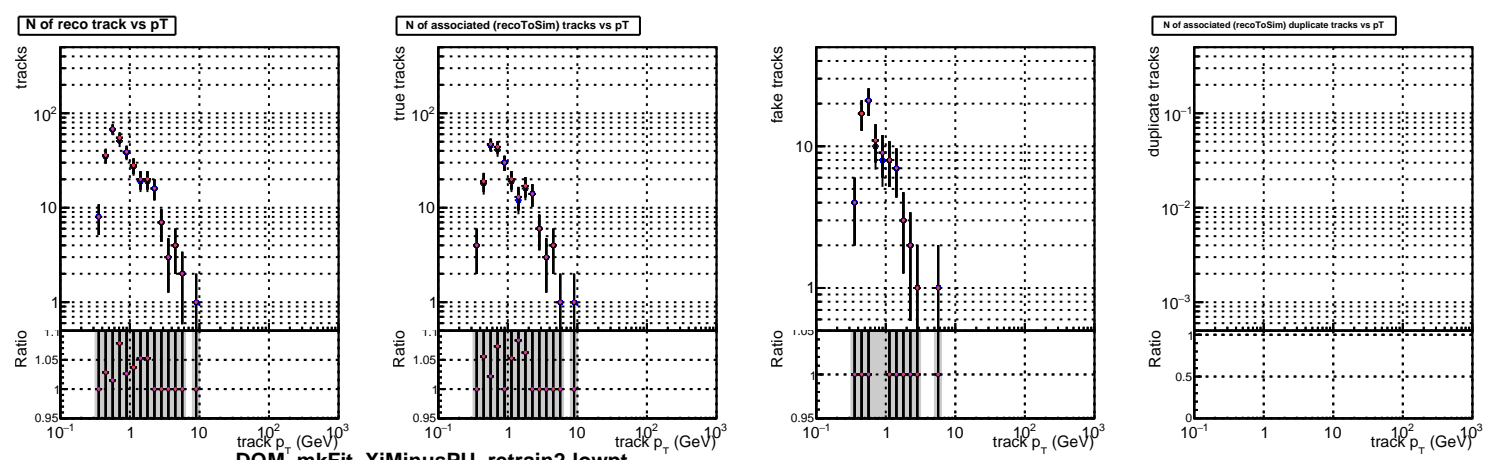 N of reco track vs pT
N of associated (recoToSim) tracks vs pT
N of associated (recoToSim) duplicate tracks vs pT
tracks
10²
10
1
Ratio
1.1
1.05
1
0.95
10⁻¹ 1 10 10² 10³
track p_T (GeV)
true tracks
10²
10
1
Ratio
1.1
1.05
1
0.95
10⁻¹ 1 10 10² 10³
track p_T (GeV)
fake tracks
10
1
Ratio
1.05
1
0.95
10⁻¹ 1 10 10² 10³
track p_T (GeV)
duplicate tracks
10⁻¹
10⁻²
10⁻³
Ratio
1
0.5
0
10⁻¹ 1 10 10² 10³
track p_T (GeV)
DQM_mkFit_XiMinusPU_retrain2_lowpt